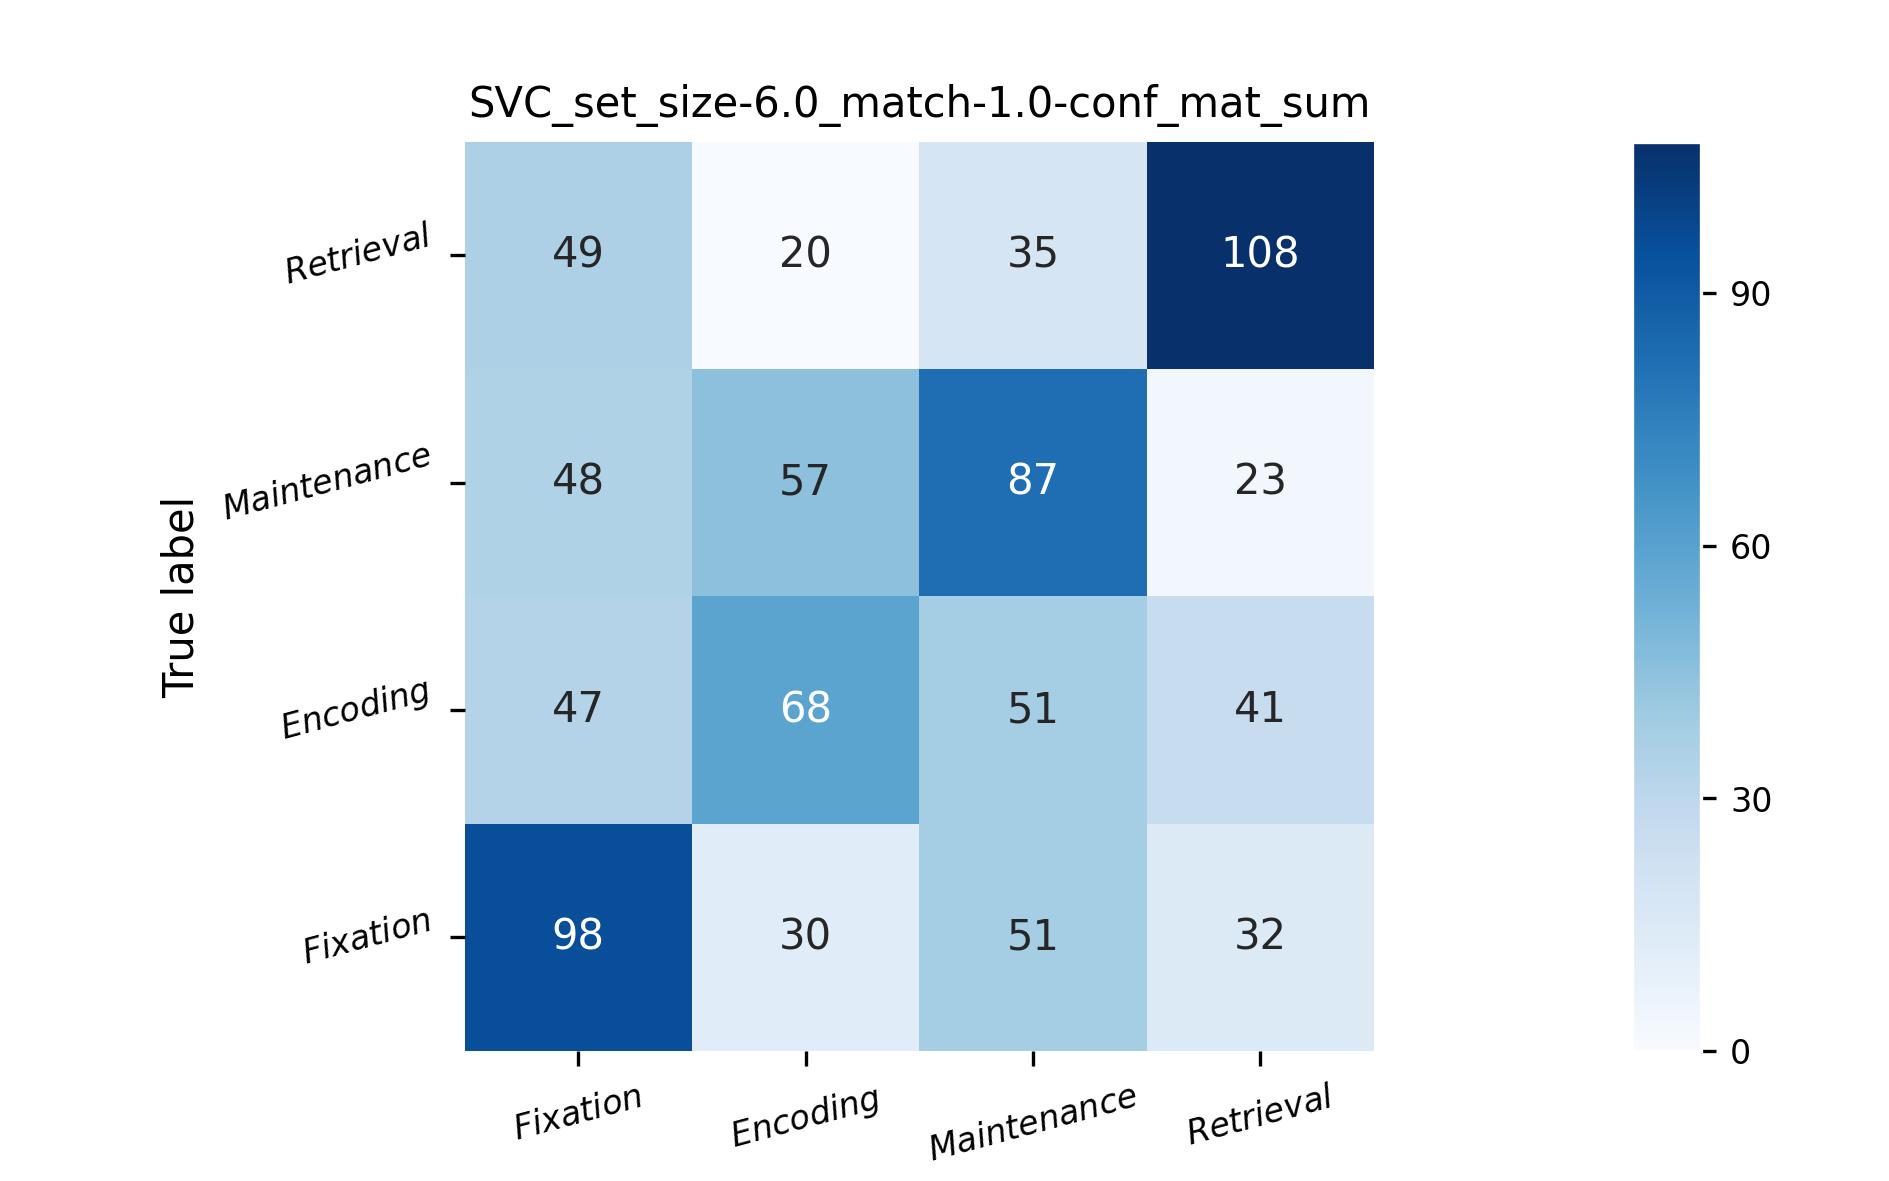 SVC_set_size-6.0_match-1.0-conf_mat_sum
True label
Retrieval 49 20 35 108
Maintenance 48 57 87 23
Encoding 47 68 51 41
Fixation 98 30 51 32
Fixation Encoding Maintenance Retrieval
90
60
30
0